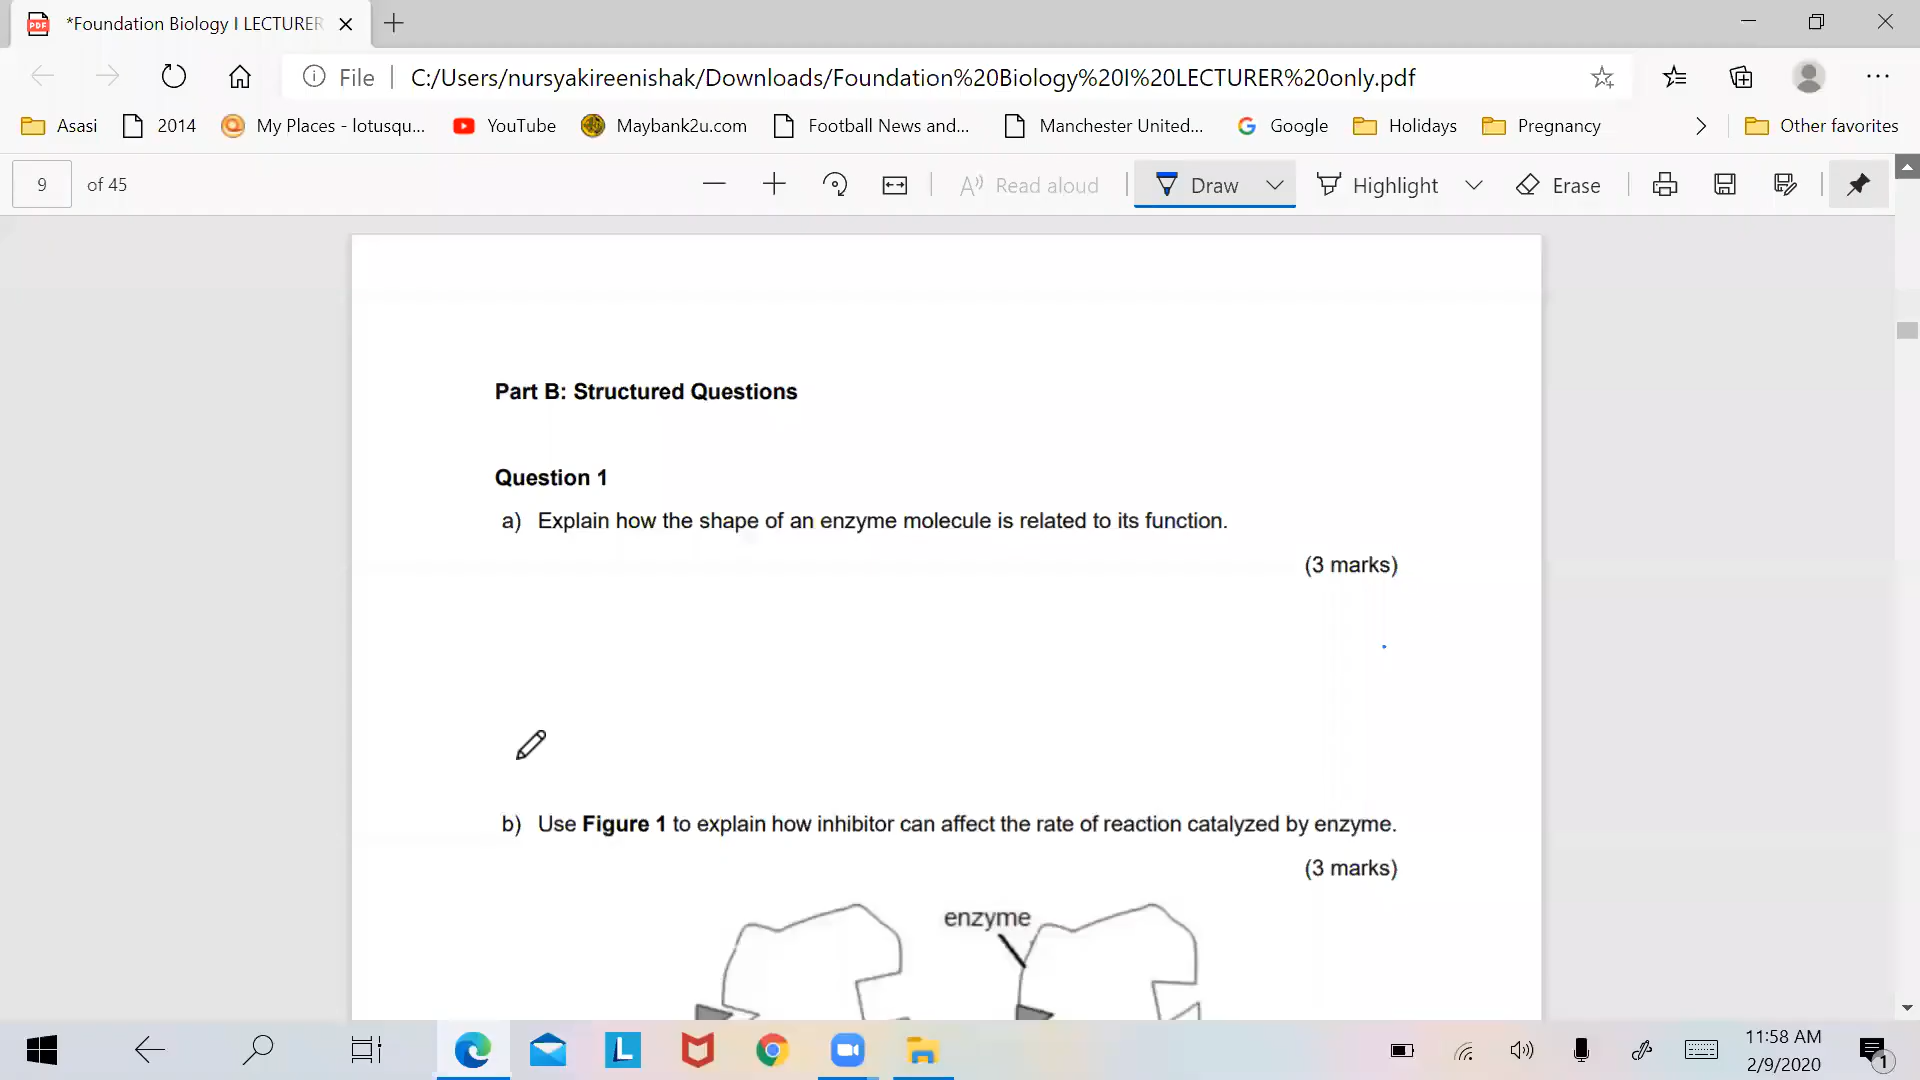 *Foundation Biology I LECTURER
File
C:/Users/nursyakireenishak/Downloads/Foundation%20Biology%20I%20LECTURER%20only.pdf
Asasi
2014
My Places - lotusqu...
YouTube
Maybank2u.com
Football News and...
Manchester United...
Google
Holidays
Pregnancy
Other favorites
9 of 45
Read aloud
Draw
Highlight
Erase
Part B: Structured Questions
Question 1
a) Explain how the shape of an enzyme molecule is related to its function.
(3 marks)
b) Use Figure 1 to explain how inhibitor can affect the rate of reaction catalyzed by enzyme.
(3 marks)
enzyme
11:58 AM
2/9/2020
1